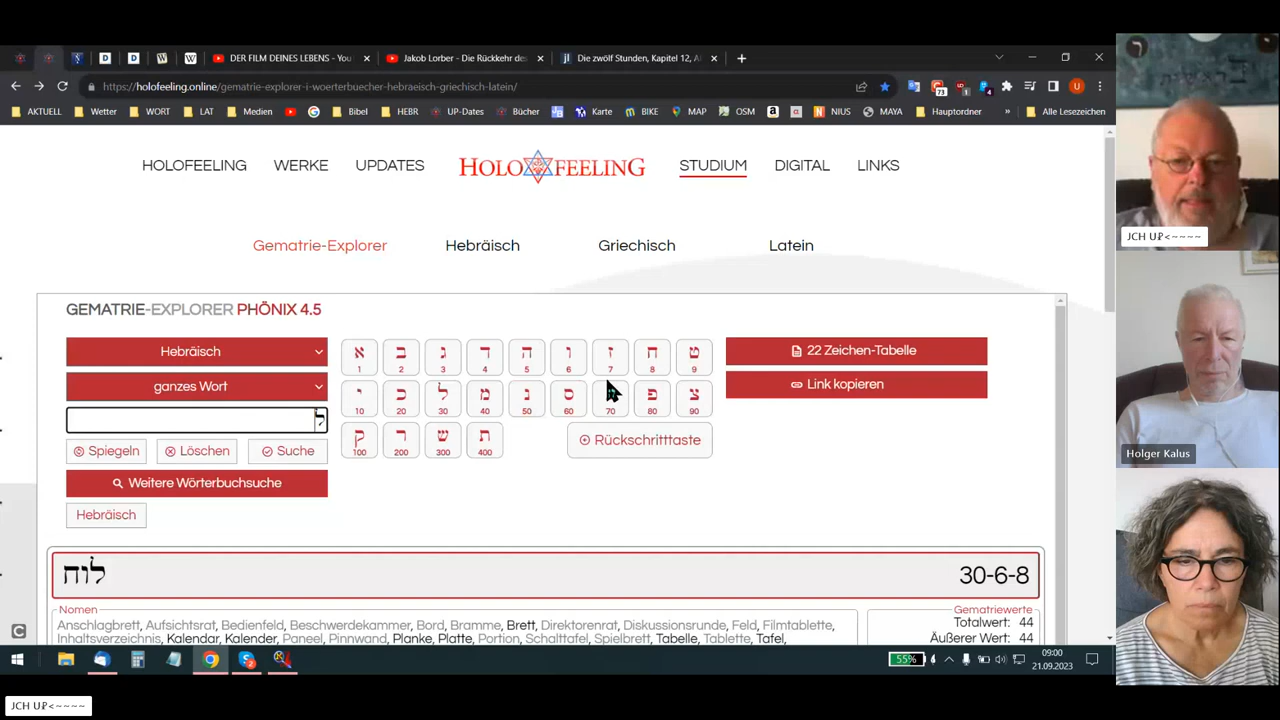 DER FILM DEINES LEBENS - You
Jakob Lorber - Die Rückkehr des
Die zwölf Stunden, Kapitel 12, A
https://holofeeling.online/gematrie-explorer-i-woerterbuecher-hebraeisch-griechisch-latein/
AKTUELL Wetter WORT LAT Medien Bibel HEBR UP-Dates Bücher Karte BIKE MAP OSM NIUS MAYA Hauptordner » Alle Lesezeichen
HOLOFEELING WERKE UPDATES HOLOFEELING STUDIUM DIGITAL LINKS
Gematrie-Explorer Hebräisch Griechisch Latein
GEMATRIE-EXPLORER PHÖNIX 4.5
Hebräisch
ganzes Wort
ל
Spiegeln Löschen Suche
Weitere Wörterbuchsuche
Hebräisch
א ב ג ד ה ו ז ח ט
1 2 3 4 5 6 7 8 9
י כ ל מ נ ס פ צ
10 20 30 40 50 60 70 80 90
ק ר ש ת Rückschritttaste
100 200 300 400
22 Zeichen-Tabelle
Link kopieren
לוח 30-6-8
Nomen
Anschlagbrett, Aufsichtsrat, Bedienfeld, Beschwerdekammer, Bord, Bramme, Brett, Direktorenrat, Diskussionsrunde, Feld, Filmtablette,
Inhaltsverzeichnis, Kalendar, Kalender, Paneel, Pinnwand, Planke, Platte, Portion, Schalttafel, Spielbrett, Tabelle, Tablette, Tafel,
Gematriewerte
Totalwert: 44
Äußerer Wert: 44
55%
09:00
21.09.2023
Holger Kalus